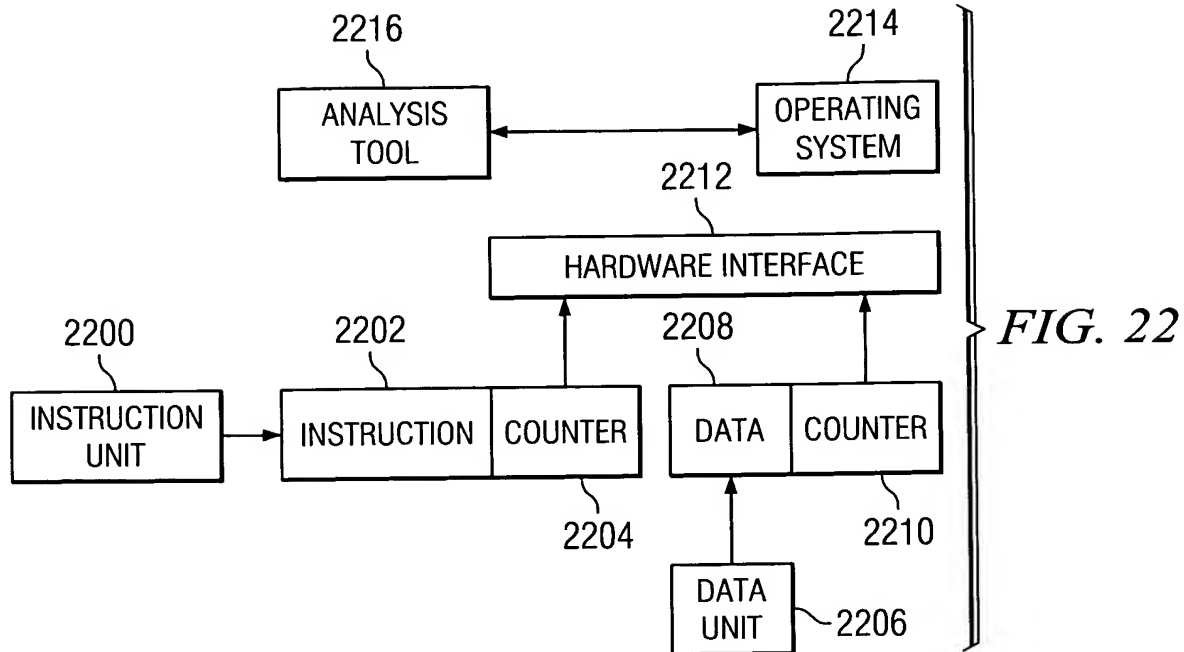 2216
2214
ANALYSIS
TOOL
OPERATING
SYSTEM
2212
HARDWARE INTERFACE
FIG. 22
2200
2202
2208
INSTRUCTION
UNIT
INSTRUCTION
COUNTER
DATA
COUNTER
2204
2210
DATA
UNIT
2206